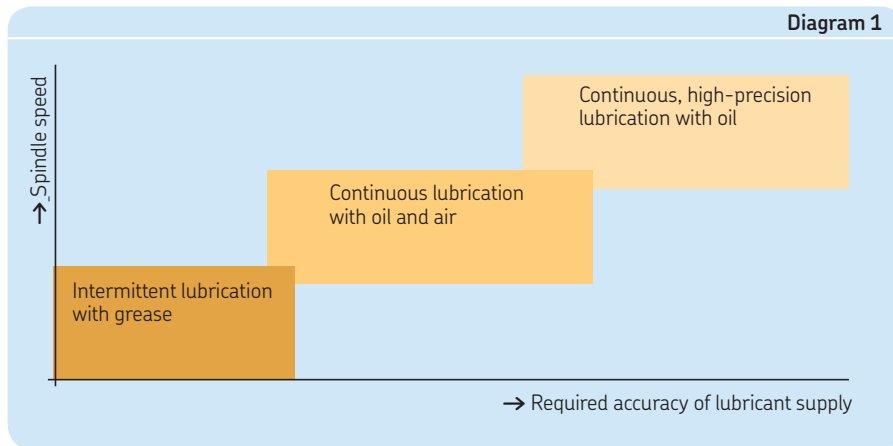 Diagram 1
→ Spindle speed
Continuous, high-precision
lubrication with oil
Continuous lubrication
with oil and air
Intermittent lubrication
with grease
→ Required accuracy of lubricant supply